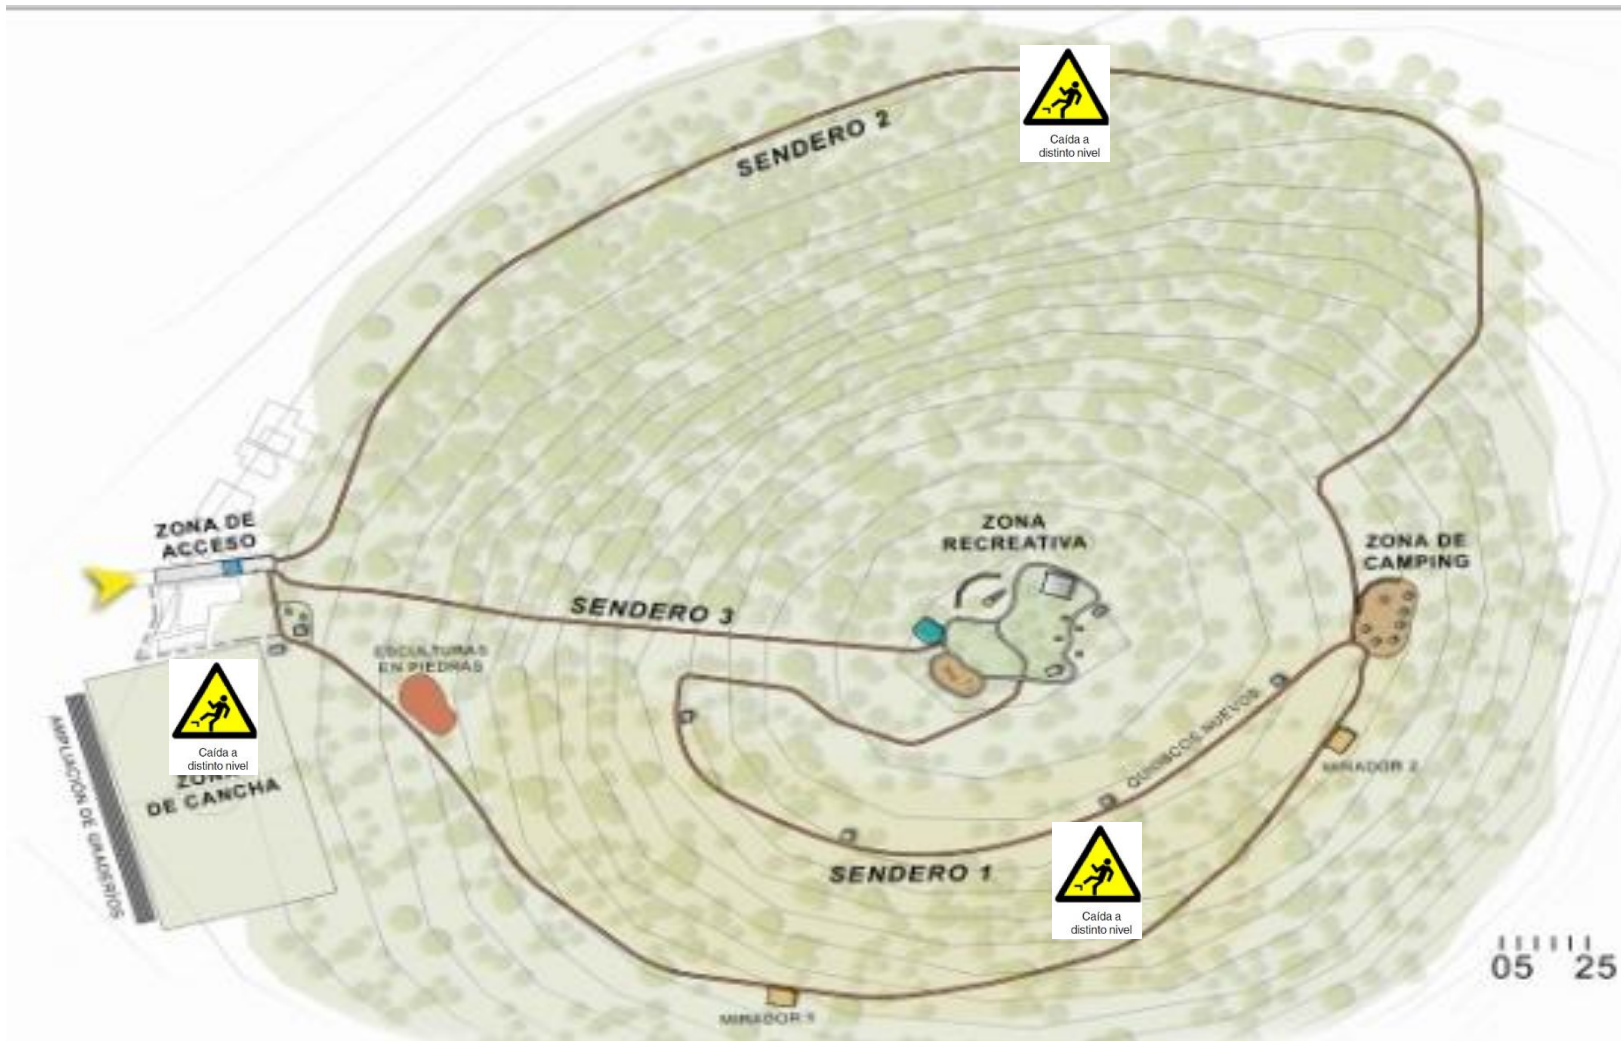 Caída a
distinto nivel
SENDERO 2
ZONA DE
ACCESO
ZONA
RECREATIVA
ZONA DE
CAMPING
SENDERO 3
ESCULTURAS
EN PIEDRAS
Caída a
distinto nivel
ZONA
DE CANCHA
AMPLIACIÓN DE GRADERÍOS
QUIOSCOS NUEVOS
MIRADOR 2
SENDERO 1
Caída a
distinto nivel
MIRADOR 1
05 25